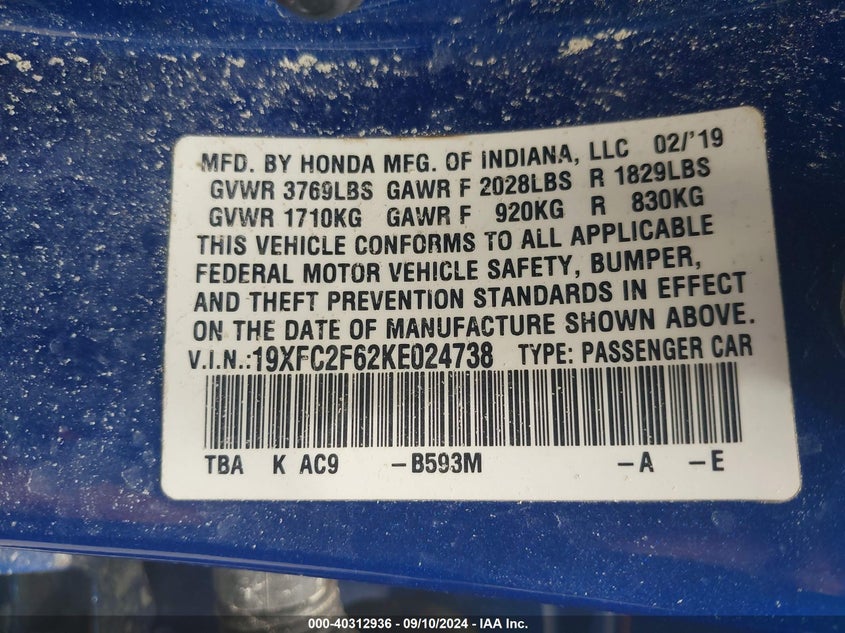 MFD. BY HONDA MFG. OF INDIANA, LLC 02/'19
GVWR 3769LBS GAWR F 2028LBS R 1829LBS
GVWR 1710KG GAWR F 920KG R 830KG
THIS VEHICLE CONFORMS TO ALL APPLICABLE
FEDERAL MOTOR VEHICLE SAFETY, BUMPER,
AND THEFT PREVENTION STANDARDS IN EFFECT
ON THE DATE OF MANUFACTURE SHOWN ABOVE.
V.I.N.:19XFC2F62KE024738 TYPE: PASSENGER CAR
TBA K AC9 –B593M –A –E
000-40312936 - 09/10/2024 - IAA Inc.